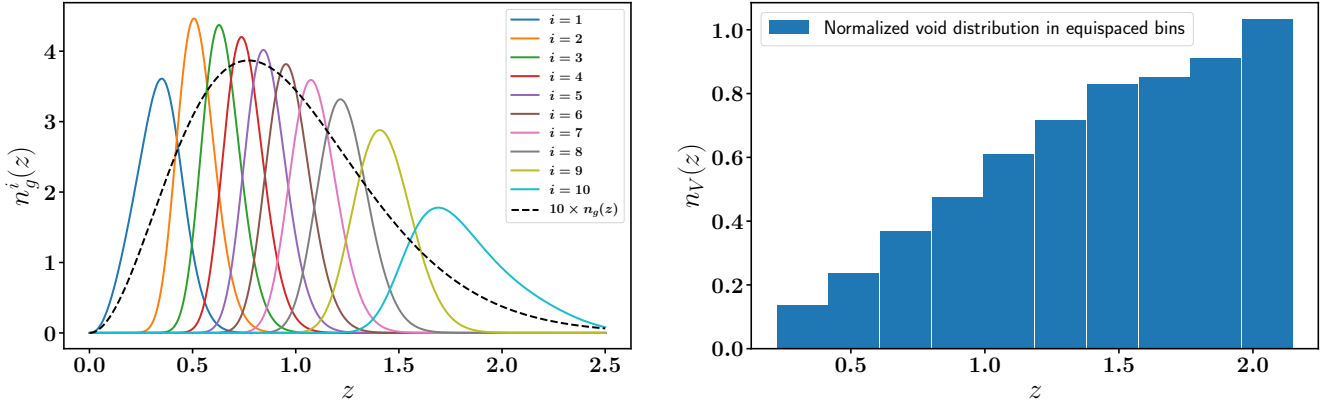 4
3
2
1
0
n_g^i(z)
0.0 0.5 1.0 1.5 2.0 2.5
z
i = 1
i = 2
i = 3
i = 4
i = 5
i = 6
i = 7
i = 8
i = 9
i = 10
10 × n_g(z)
1.0
0.8
0.6
0.4
0.2
0.0
n_V(z)
Normalized void distribution in equispaced bins
0.5 1.0 1.5 2.0
z